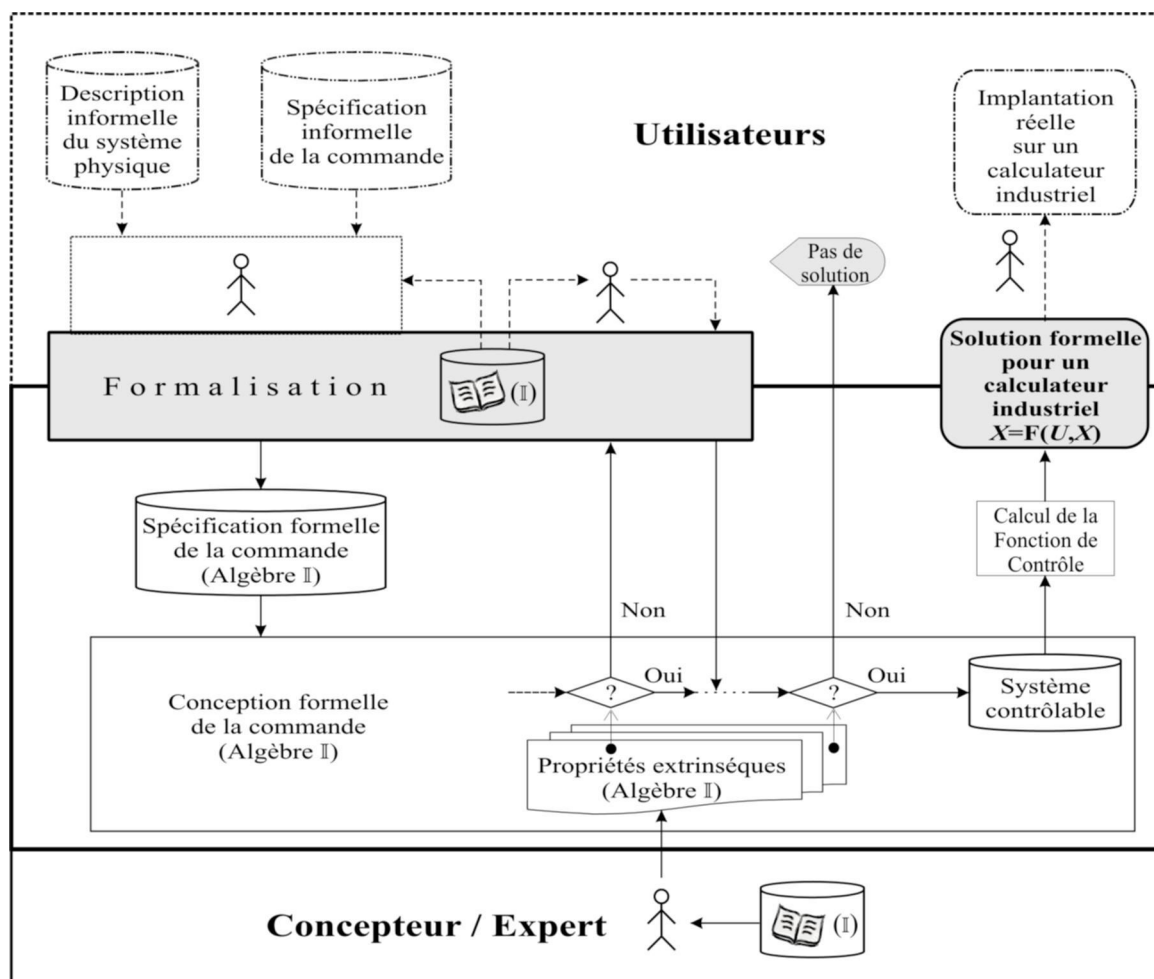 Description
informelle
du système
physique
Spécification
informelle
de la commande
Utilisateurs
Implantation
réelle
sur un
calculateur
industriel
Pas de
solution
Formalisation
(𝕀)
Solution formelle
pour un
calculateur
industriel
X=F(U,X)
Spécification formelle
de la commande
(Algèbre 𝕀)
Calcul de la
Fonction de
Contrôle
Non
Non
Conception formelle
de la commande
(Algèbre 𝕀)
?
Oui
?
Oui
Système
contrôlable
Propriétés extrinséques
(Algèbre 𝕀)
Concepteur / Expert
(𝕀)